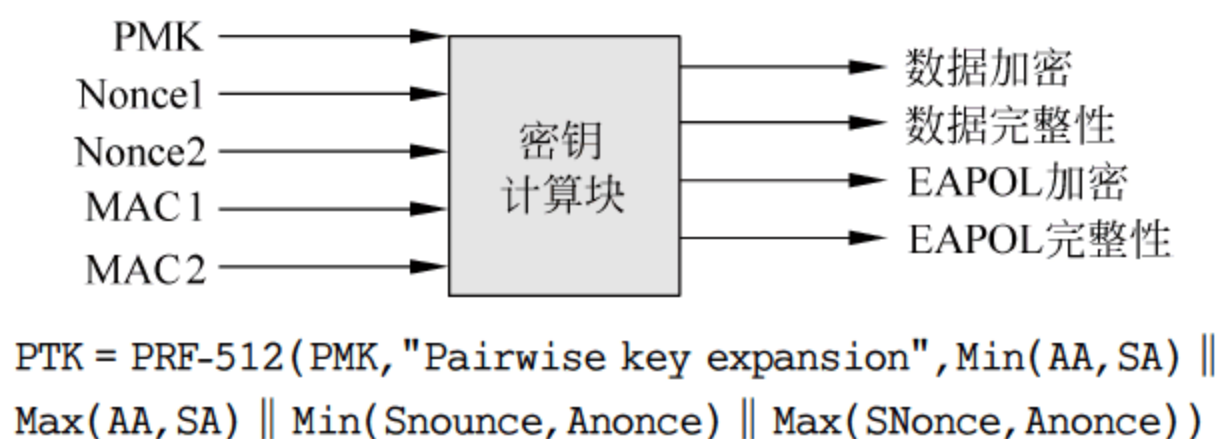 PMK
Nonce1
Nonce2
MAC1
MAC2
密钥
计算块
数据加密
数据完整性
EAPOL加密
EAPOL完整性
PTK = PRF-512(PMK,"Pairwise key expansion",Min(AA,SA) ‖
Max(AA,SA) ‖ Min(Snounce,Anonce) ‖ Max(SNonce,Anonce))